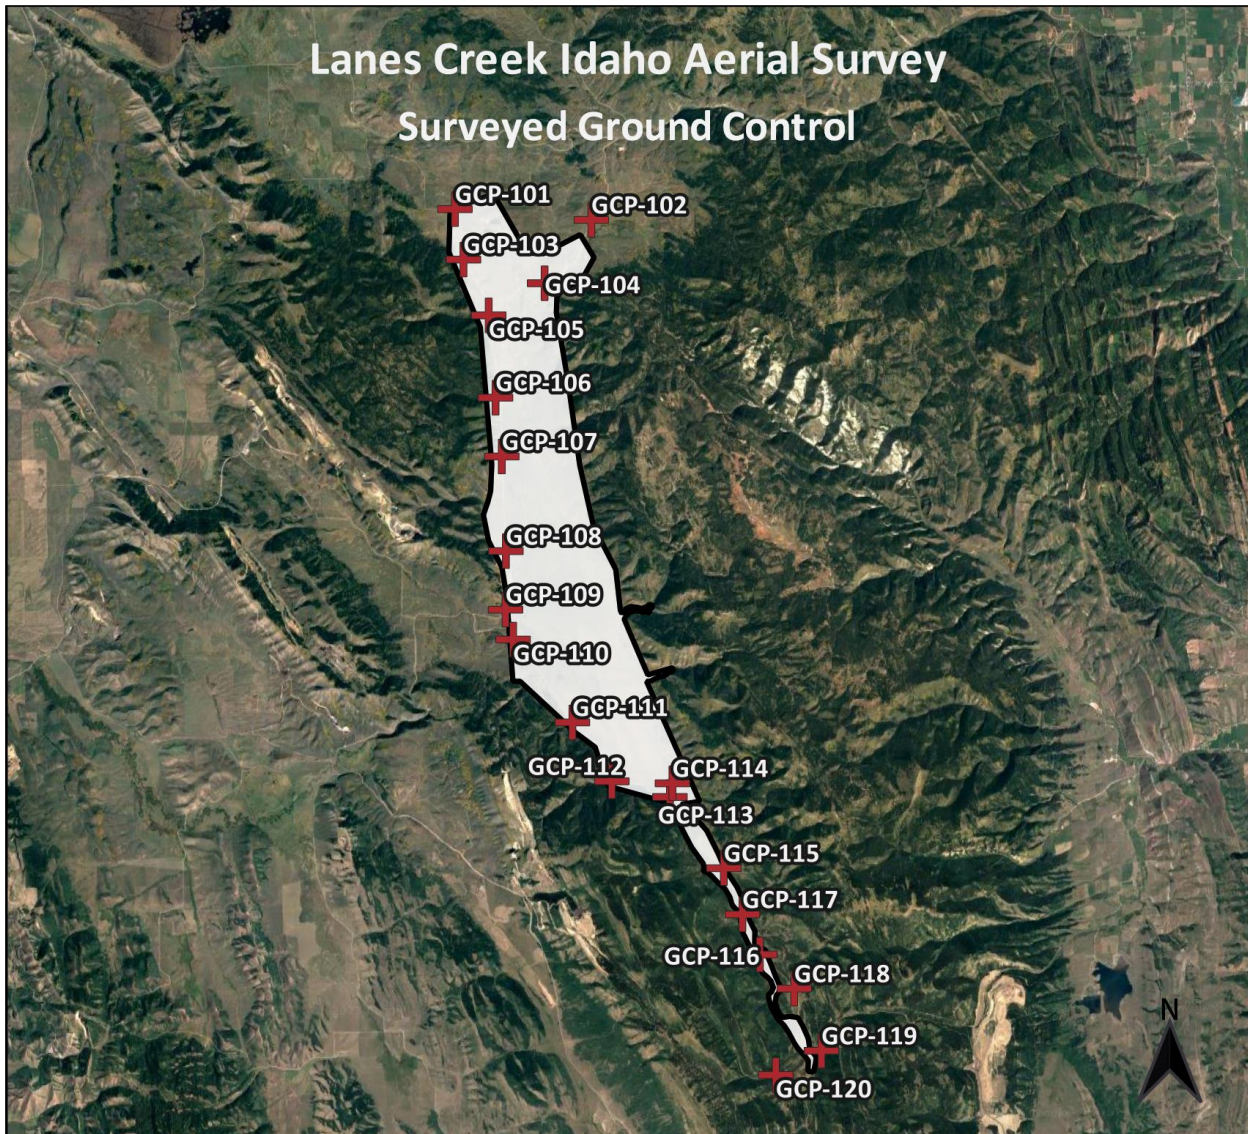 Lanes Creek Idaho Aerial Survey
Surveyed Ground Control
GCP-101
GCP-102
GCP-103
GCP-104
GCP-105
GCP-106
GCP-107
GCP-108
GCP-109
GCP-110
GCP-111
GCP-112
GCP-114
GCP-113
GCP-115
GCP-117
GCP-116
GCP-118
N
GCP-119
GCP-120